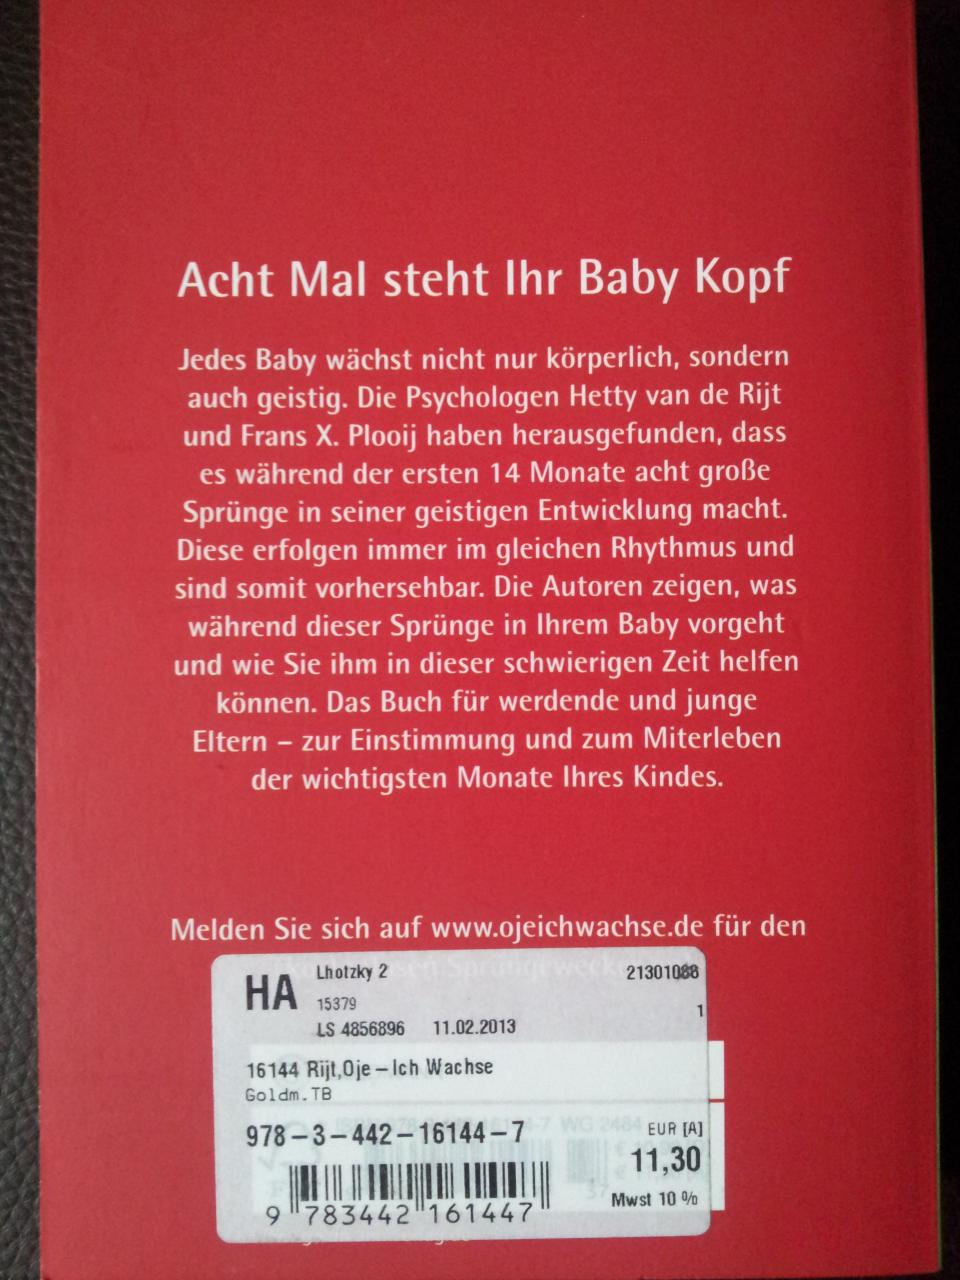 Acht Mal steht Ihr Baby Kopf
Jedes Baby wächst nicht nur körperlich, sondern
auch geistig. Die Psychologen Hetty van de Rijt
und Frans X. Plooij haben herausgefunden, dass
es während der ersten 14 Monate acht große
Sprünge in seiner geistigen Entwicklung macht.
Diese erfolgen immer im gleichen Rhythmus und
sind somit vorhersehbar. Die Autoren zeigen, was
während dieser Sprünge in Ihrem Baby vorgeht
und wie Sie ihm in dieser schwierigen Zeit helfen
können. Das Buch für werdende und junge
Eltern – zur Einstimmung und zum Miterleben
der wichtigsten Monate Ihres Kindes.
Melden Sie sich auf www.ojeichwachse.de für den
HA Lhotzky 2 21301088
15379 1
LS 4856896 11.02.2013
16144 Rijt,Oje–Ich Wachse
Goldm.TB
WG 2484
978–3–442–16144–7 EUR [A]
11,30
Mwst 10 %
9 783442 161447